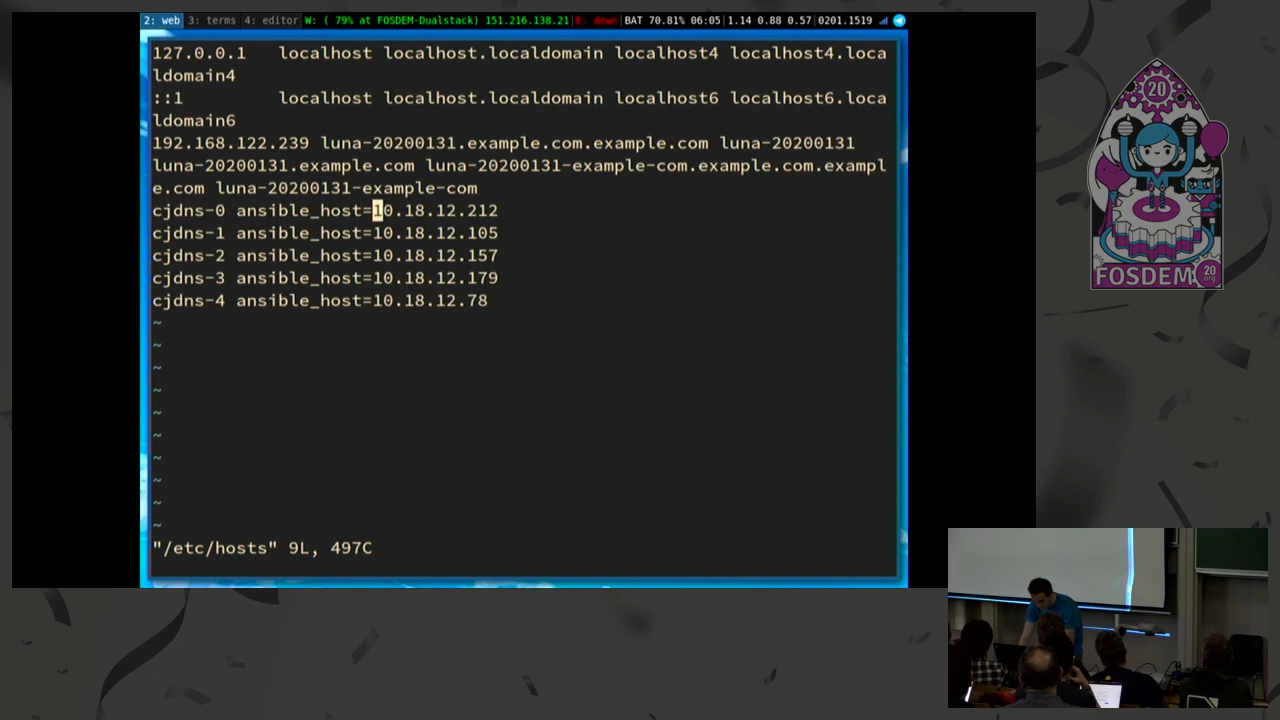 2: web 3: terms 4: editor W: ( 79% at FOSDEM-Dualstack) 151.216.138.21|E: down|BAT 70.81% 06:05|1.14 0.88 0.57|0201.1519
127.0.0.1   localhost localhost.localdomain localhost4 localhost4.loca
ldomain4
::1         localhost localhost.localdomain localhost6 localhost6.loca
ldomain6
192.168.122.239 luna-20200131.example.com.example.com luna-20200131
luna-20200131.example.com luna-20200131-example-com.example.com.exampl
e.com luna-20200131-example-com
cjdns-0 ansible_host=10.18.12.212
cjdns-1 ansible_host=10.18.12.105
cjdns-2 ansible_host=10.18.12.157
cjdns-3 ansible_host=10.18.12.179
cjdns-4 ansible_host=10.18.12.78
~
~
~
~
~
~
~
~
~
~
"/etc/hosts" 9L, 497C
20
FOSDEM
20
.org